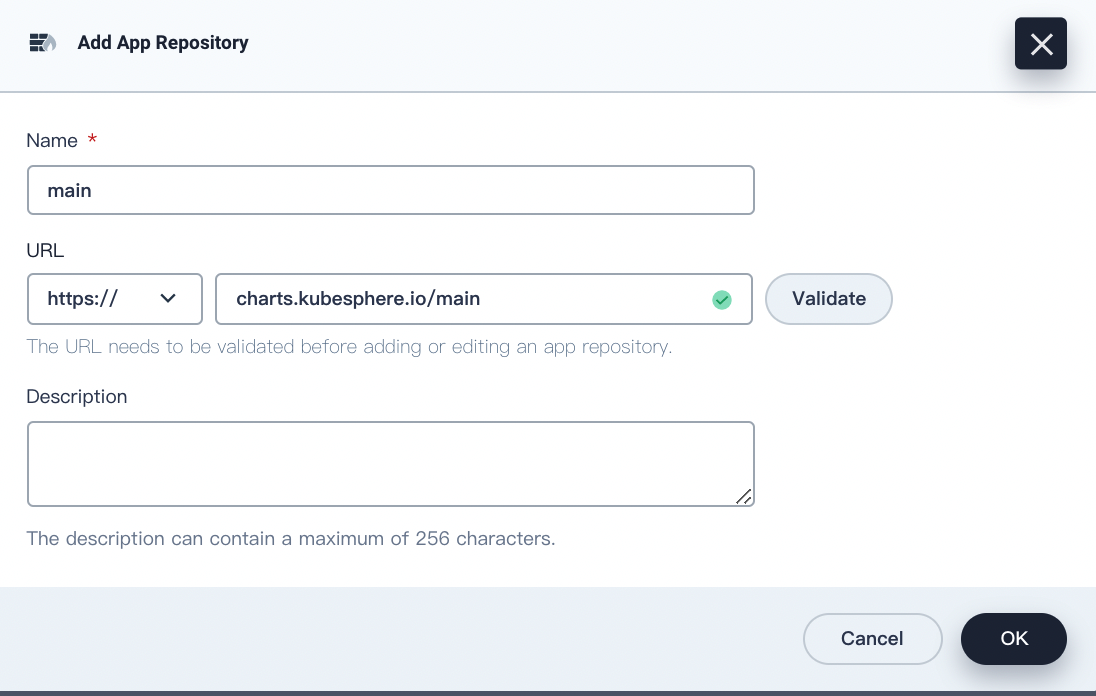 Add App Repository
Name *
main
URL
https://
charts.kubesphere.io/main
Validate
The URL needs to be validated before adding or editing an app repository.
Description
The description can contain a maximum of 256 characters.
Cancel
OK